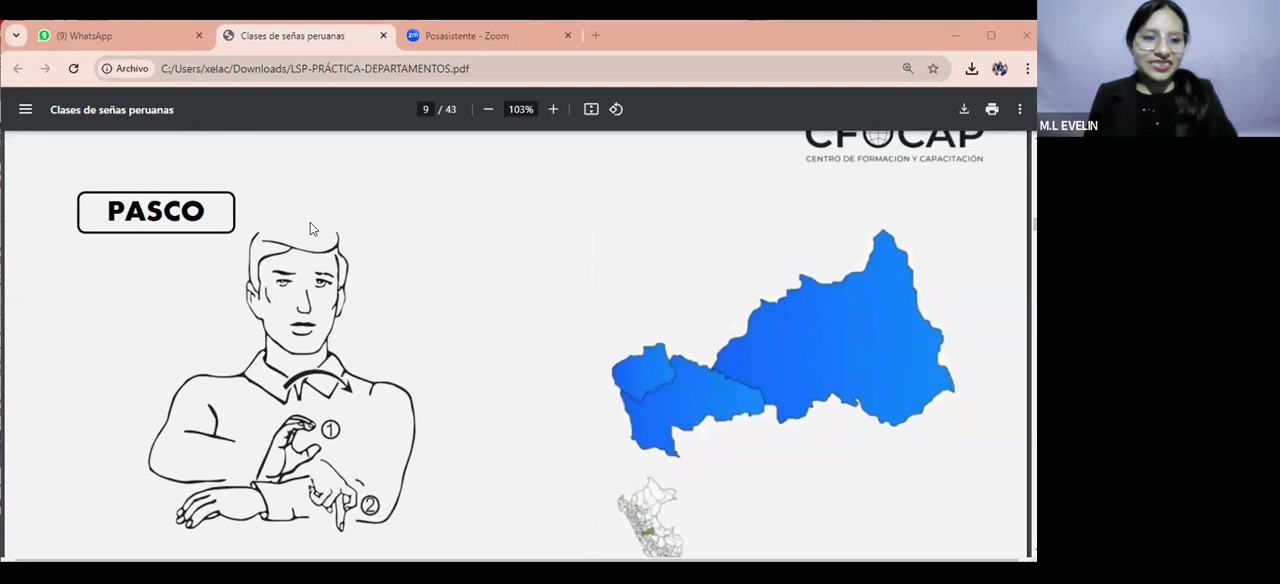 (9) WhatsApp
Clases de señas peruanas
Posasistente - Zoom
Archivo
C:/Users/xelac/Downloads/LSP-PRÁCTICA-DEPARTAMENTOS.pdf
Clases de señas peruanas
9 / 43
103%
CFOCAP
CENTRO DE FORMACIÓN Y CAPACITACIÓN
PASCO
1
2
M.L EVELIN